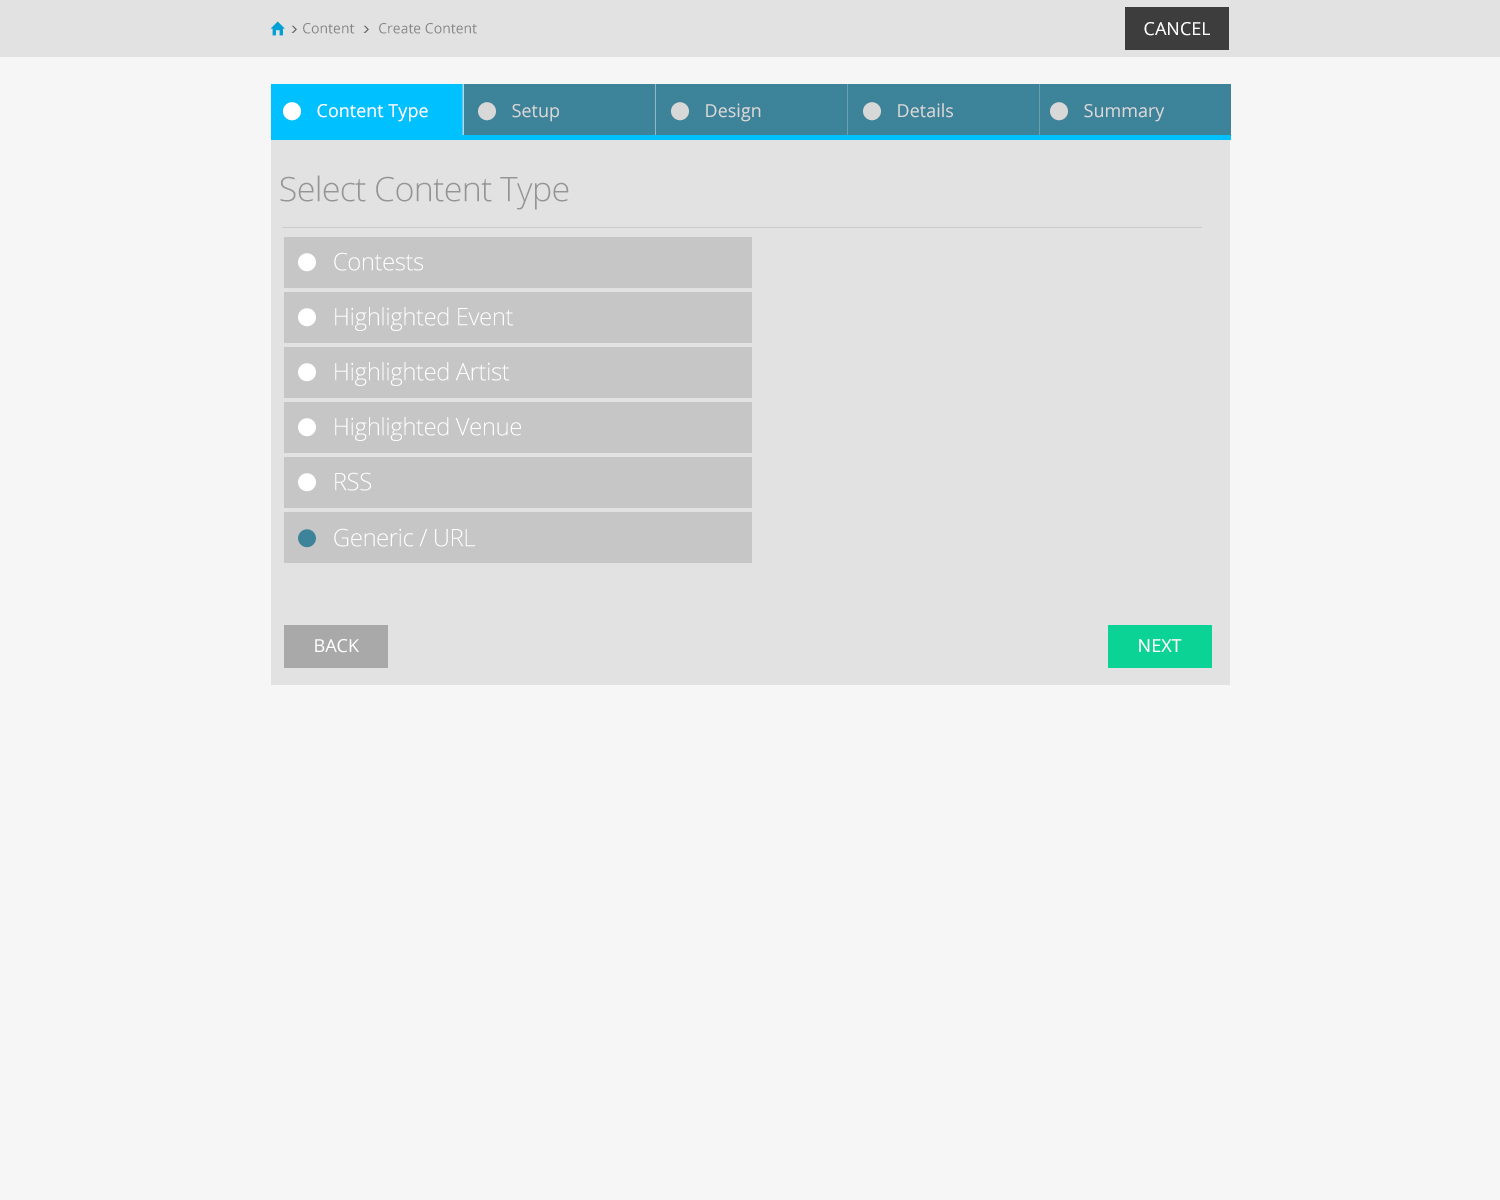 Content Create Content
CANCEL
Content Type Setup Design Details Summary
Select Content Type
Contests
Highlighted Event
Highlighted Artist
Highlighted Venue
RSS
Generic / URL
BACK NEXT